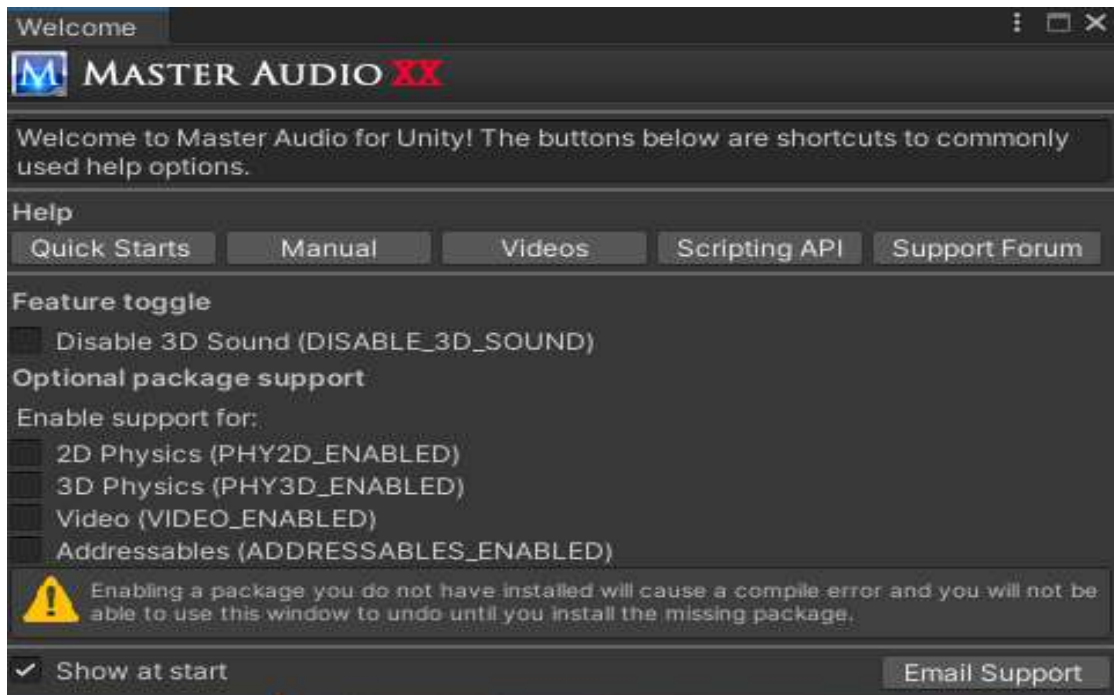 Welcome
MASTER AUDIO XX
Welcome to Master Audio for Unity! The buttons below are shortcuts to commonly
used help options.
Help
Quick Starts Manual Videos Scripting API Support Forum
Feature toggle
Disable 3D Sound (DISABLE_3D_SOUND)
Optional package support
Enable support for:
2D Physics (PHY2D_ENABLED)
3D Physics (PHY3D_ENABLED)
Video (VIDEO_ENABLED)
Addressables (ADDRESSABLES_ENABLED)
Enabling a package you do not have installed will cause a compile error and you will not be
able to use this window to undo until you install the missing package.
Show at start Email Support